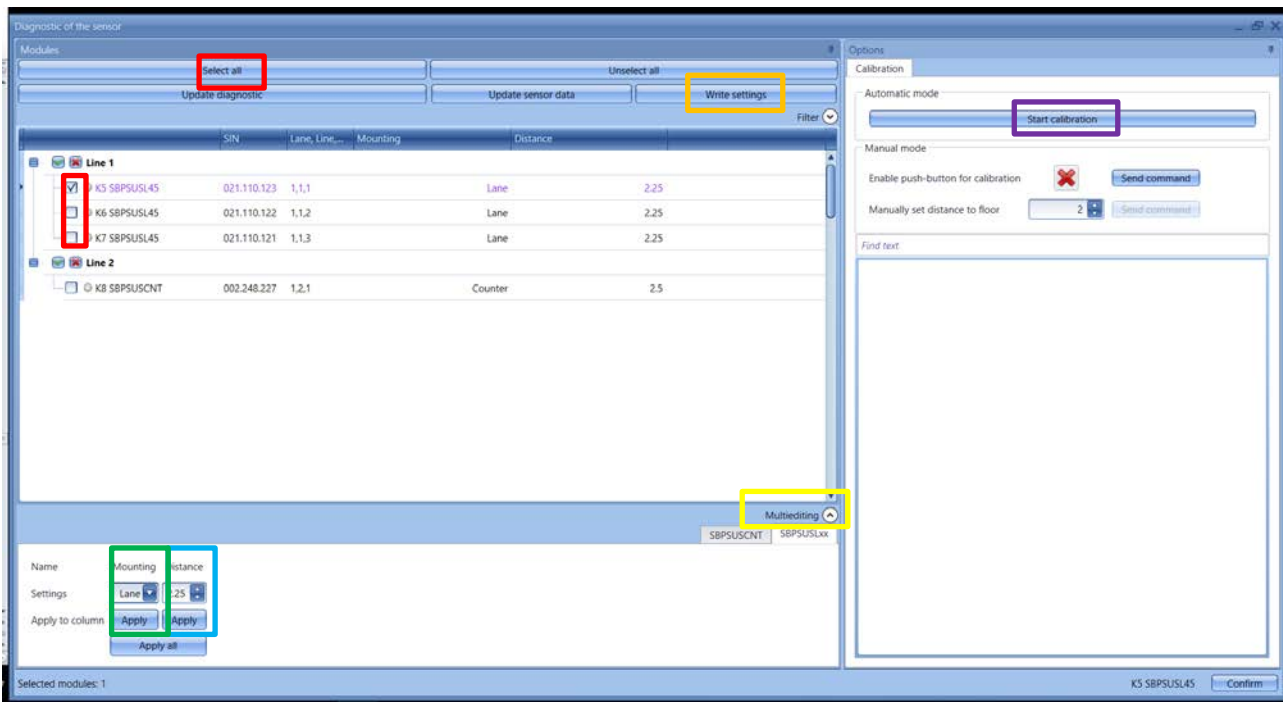 Diagnostic of the sensor
Modules
Select all Unselect all
Update diagnostic Update sensor data Write settings
Filter
SIN Lane, Line,... Mounting Distance
Line 1
K5 SBPSUSL45 021.110.123 1,1,1 Lane 2.25
K6 SBPSUSL45 021.110.122 1,1,2 Lane 2.25
K7 SBPSUSL45 021.110.121 1,1,3 Lane 2.25
Line 2
K8 SBPSUSCNT 002.248.227 1,2,1 Counter 2.5
Multiediting
SBPSUSCNT SBPSUSLxx
Name Mounting Distance
Settings Lane 2.25
Apply to column Apply Apply
Apply all
Selected modules: 1
Options
Calibration
Automatic mode
Start calibration
Manual mode
Enable push-button for calibration Send command
Manually set distance to floor 2 Send command
Find text
K5 SBPSUSL45 Confirm